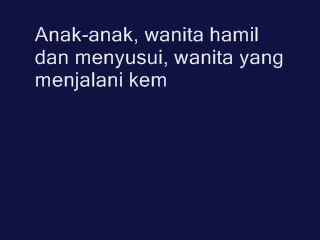 Anak-anak, wanita hamil
dan menyusui, wanita yang
menjalani kem